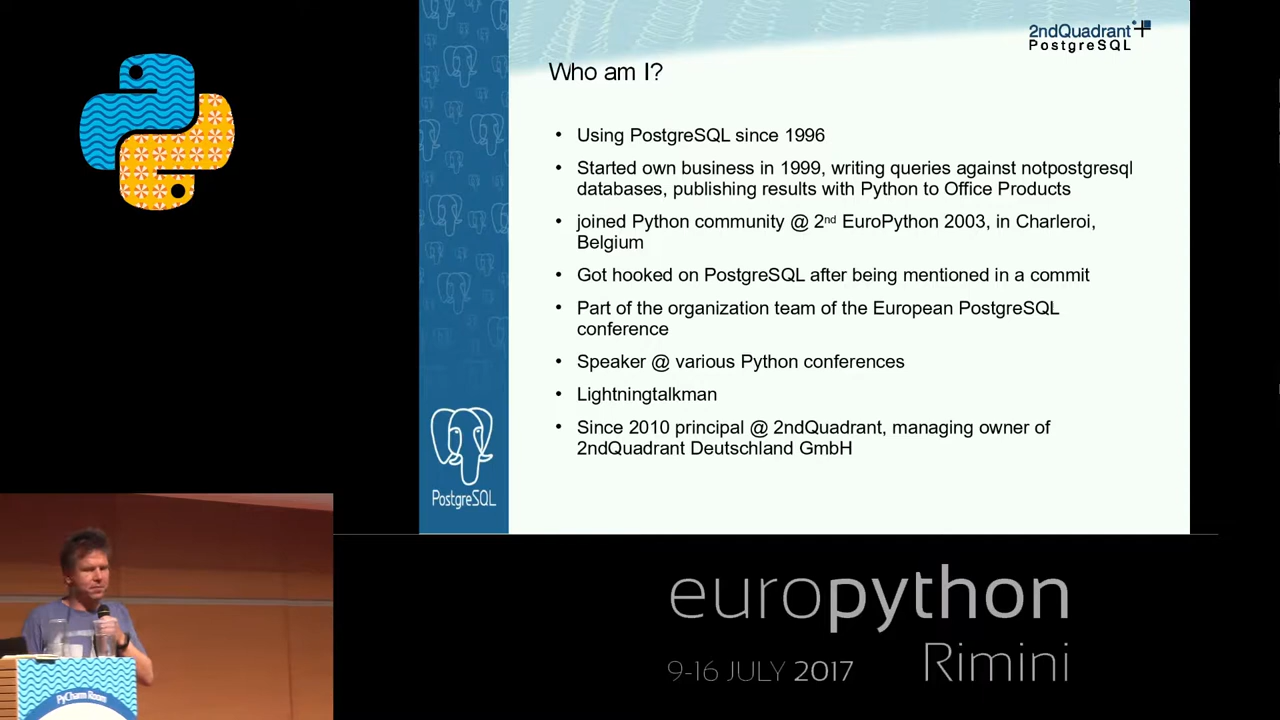 2ndQuadrant
PostgreSQL
Who am I?
• Using PostgreSQL since 1996
• Started own business in 1999, writing queries against notpostgresql
databases, publishing results with Python to Office Products
• joined Python community @ 2nd EuroPython 2003, in Charleroi,
Belgium
• Got hooked on PostgreSQL after being mentioned in a commit
• Part of the organization team of the European PostgreSQL
conference
• Speaker @ various Python conferences
• Lightningtalkman
• Since 2010 principal @ 2ndQuadrant, managing owner of
2ndQuadrant Deutschland GmbH
PostgreSQL
PyCharm Room
europython
Rimini
9-16 JULY 2017